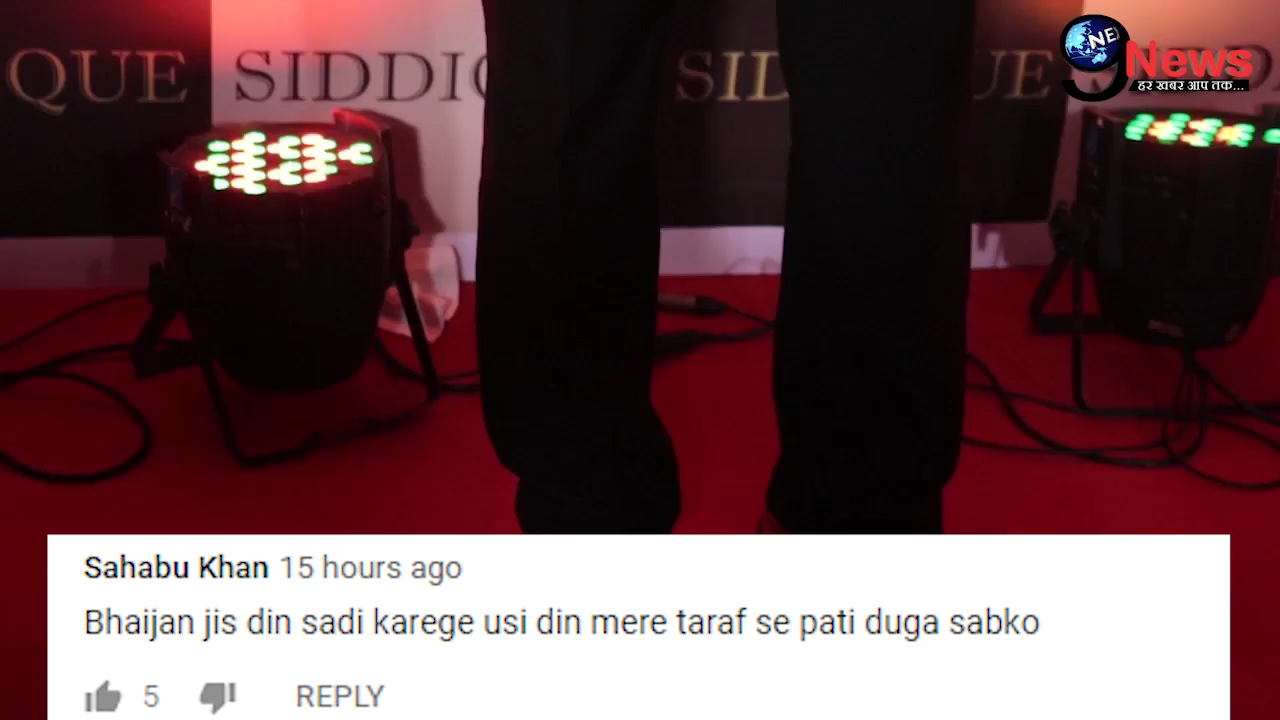 QUE SIDDIQ SID UE
NE News
हर खबर आप तक...
Sahabu Khan 15 hours ago
Bhaijan jis din sadi karege usi din mere taraf se pati duga sabko
5 REPLY